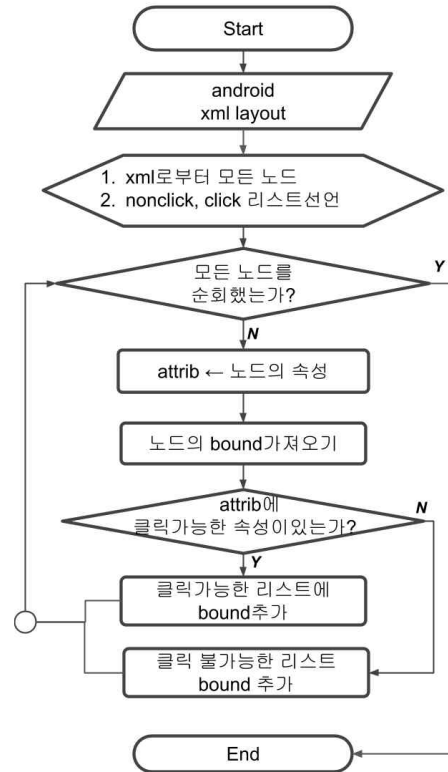 Start
android
xml layout
1. xml로부터 모든 노드
2. nonclick, click 리스트선언
모든 노드를
순회했는가?
Y
N
attrib ← 노드의 속성
노드의 bound가져오기
attrib에
클릭가능한 속성이있는가?
N
Y
클릭가능한 리스트에
bound추가
클릭 불가능한 리스트
bound 추가
End